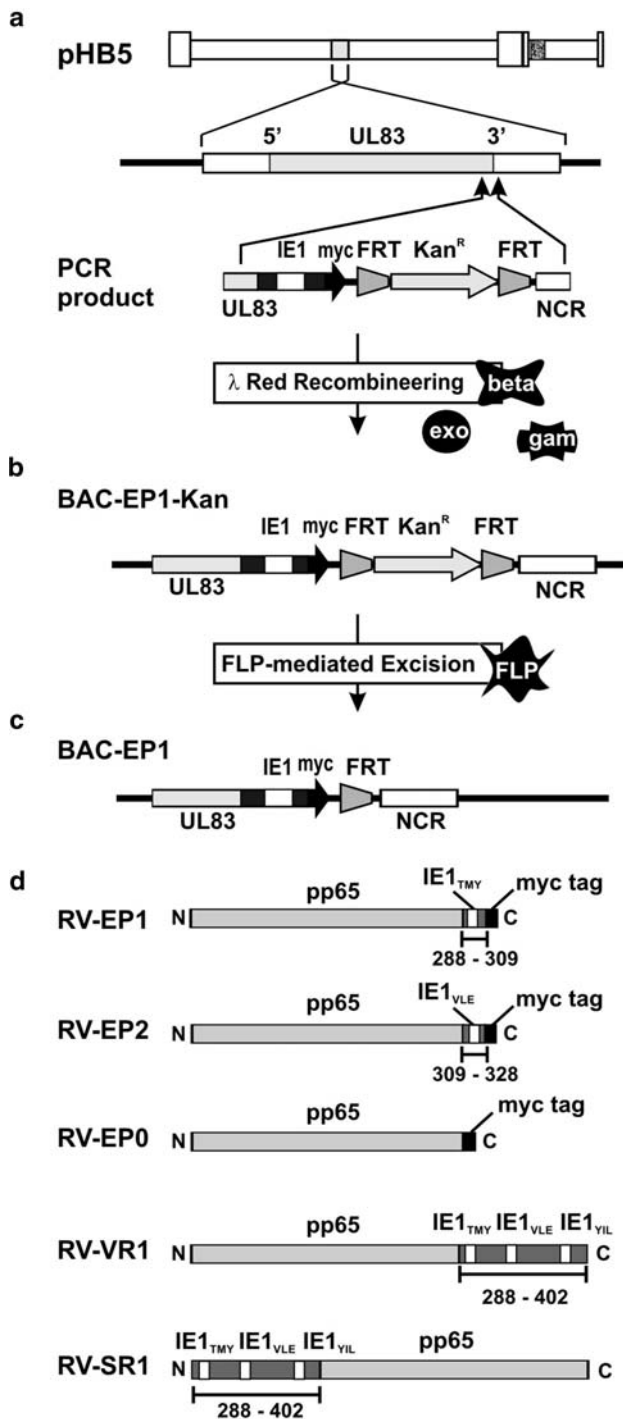 a
pHB5
5’ UL83 3’
IE1 myc FRT Kan^R FRT
PCR product
UL83 NCR
λ Red Recombineering beta
exo gam
b
BAC-EP1-Kan
IE1 myc FRT Kan^R FRT
UL83 NCR
FLP-mediated Excision FLP
c
BAC-EP1
IE1 myc FRT
UL83 NCR
d
pp65 IE1TMY myc tag
RV-EP1 N C
288 - 309
pp65 IE1VLE myc tag
RV-EP2 N C
309 - 328
pp65 myc tag
RV-EP0 N C
pp65 IE1TMY IE1VLE IE1YIL
RV-VR1 N C
288 - 402
IE1TMY IE1VLE IE1YIL pp65
RV-SR1 N C
288 - 402